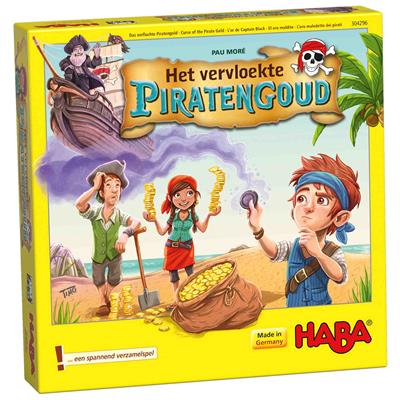 PAU MORÉ
Das verfluchte Piratengold · Curse of the Pirate Gold · L'or de Captain Black · El oro maldito · L'oro maledetto dei pirati
304296
Het vervloekte
PIRATENGOUD
Made in
Germany
HABA
! ... een spannend verzamelspel